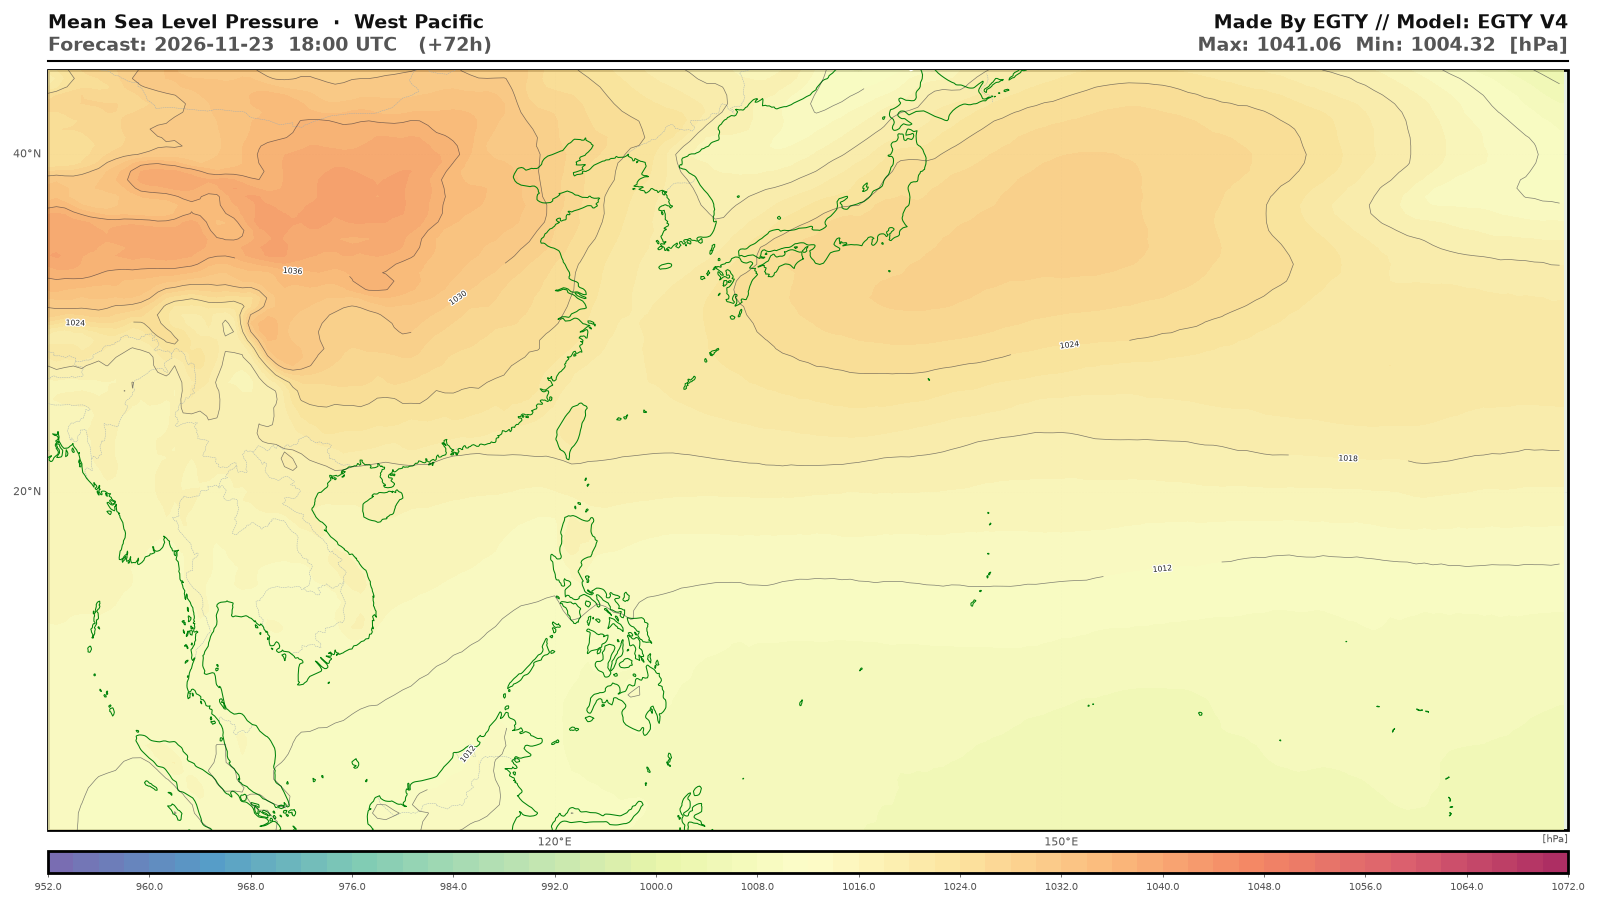 Mean Sea Level Pressure · West Pacific
Made By EGTY // Model: EGTY V4
Forecast: 2026-11-23 18:00 UTC (+72h)
Max: 1041.06 Min: 1004.32 [hPa]
40°N
1036
1030
1024
1024
1018
20°N
1012
1012
120°E
150°E
[hPa]
952.0 960.0 968.0 976.0 984.0 992.0 1000.0 1008.0 1016.0 1024.0 1032.0 1040.0 1048.0 1056.0 1064.0 1072.0